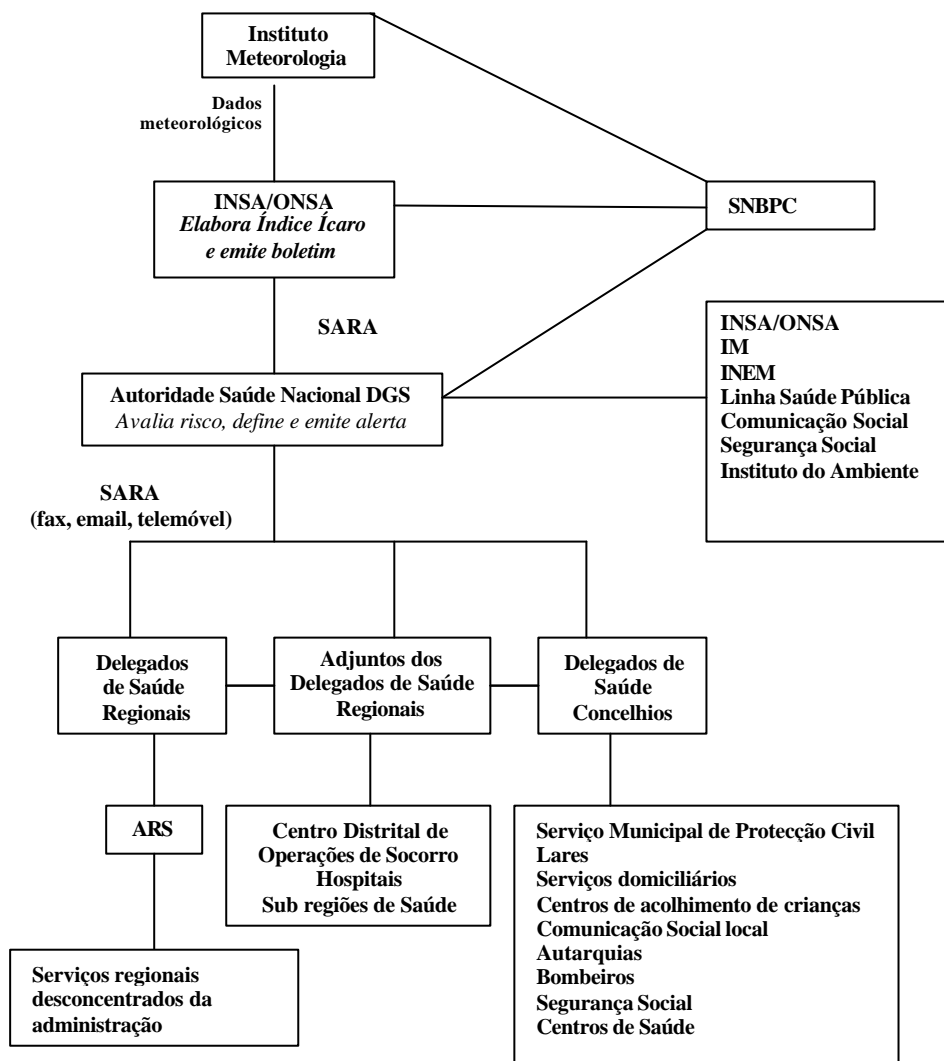 Instituto
Meteorologia
Dados
meteorológicos
INSA/ONSA
Elabora Índice Ícaro
e emite boletim
SNBPC
SARA
INSA/ONSA
IM
INEM
Linha Saúde Pública
Comunicação Social
Segurança Social
Instituto do Ambiente
Autoridade Saúde Nacional DGS
Avalia risco, define e emite alerta
SARA
(fax, email, telemóvel)
Delegados
de Saúde
Regionais
Adjuntos dos
Delegados de Saúde
Regionais
Delegados de
Saúde
Concelhios
ARS
Centro Distrital de
Operações de Socorro
Hospitais
Sub regiões de Saúde
Serviço Municipal de Protecção Civil
Lares
Serviços domiciliários
Centros de acolhimento de crianças
Comunicação Social local
Autarquias
Bombeiros
Segurança Social
Centros de Saúde
Serviços regionais
desconcentrados da
administração